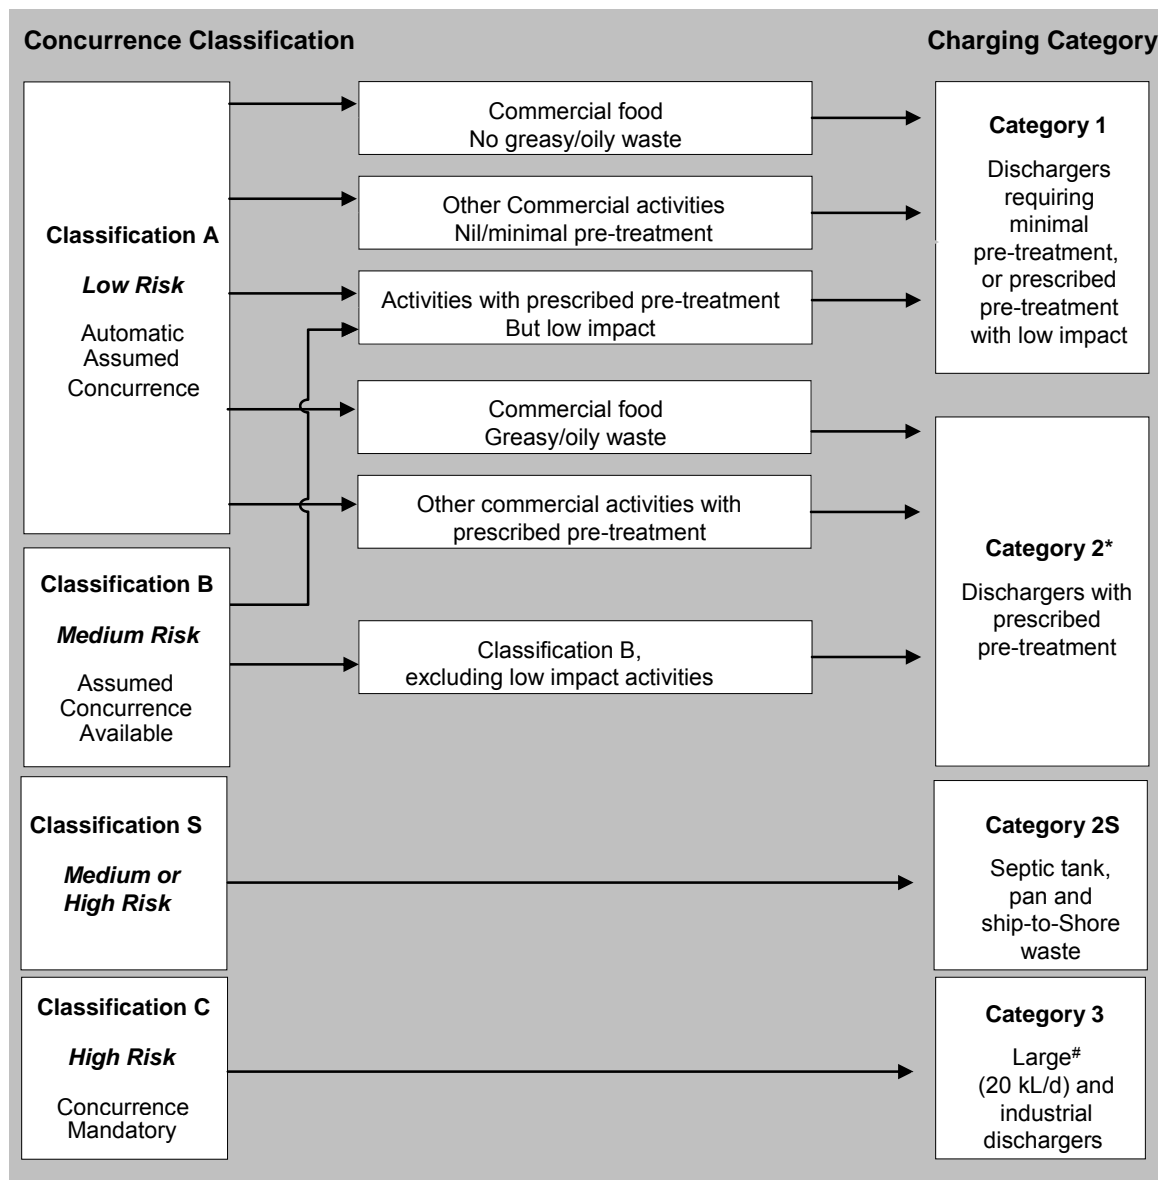 Concurrence Classification
Charging Category
Classification A
Low Risk
Automatic
Assumed
Concurrence
Commercial food
No greasy/oily waste
Other Commercial activities
Nil/minimal pre-treatment
Activities with prescribed pre-treatment
But low impact
Commercial food
Greasy/oily waste
Other commercial activities with
prescribed pre-treatment
Category 1
Dischargers
requiring
minimal
pre-treatment,
or prescribed
pre-treatment
with low impact
Classification B
Medium Risk
Assumed
Concurrence
Available
Classification B,
excluding low impact activities
Category 2*
Dischargers with
prescribed
pre-treatment
Classification S
Medium or
High Risk
Category 2S
Septic tank,
pan and
ship-to-Shore
waste
Classification C
High Risk
Concurrence
Mandatory
Category 3
Large#
(20 kL/d) and
industrial
dischargers